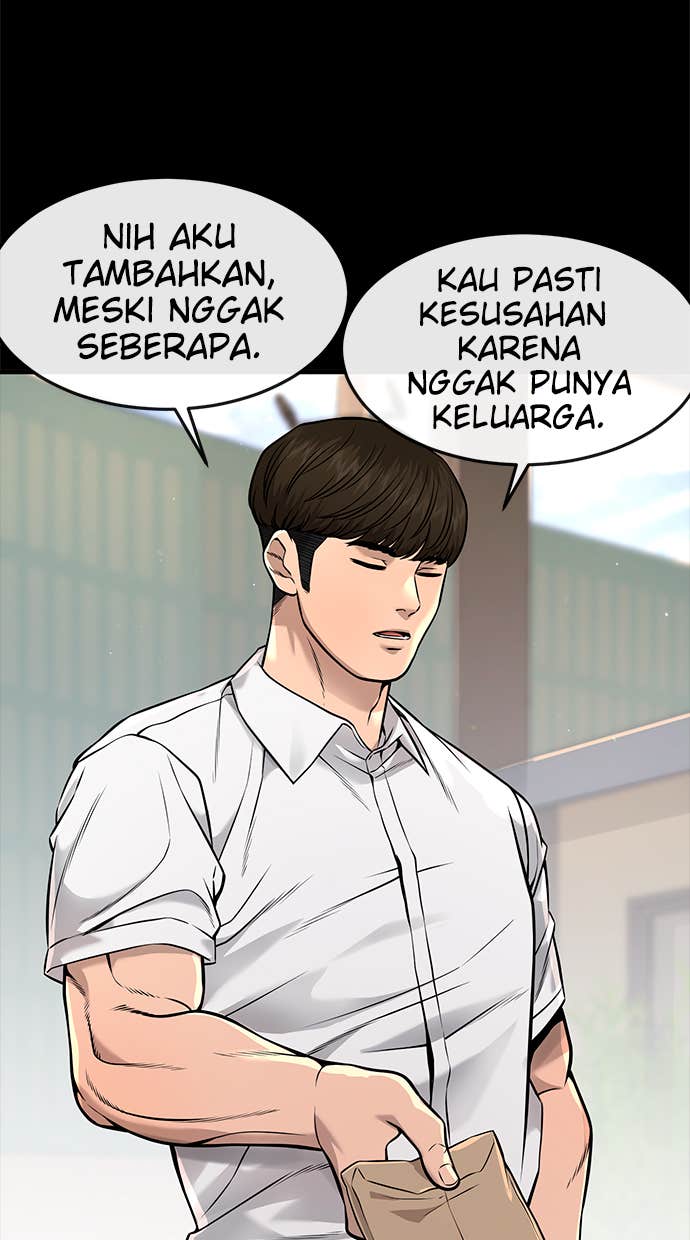 NIH AKU
TAMBAHKAN,
MESKI NGGAK
SEBERAPA.
KAU PASTI
KESUSAHAN
KARENA
NGGAK PUNYA
KELUARGA.